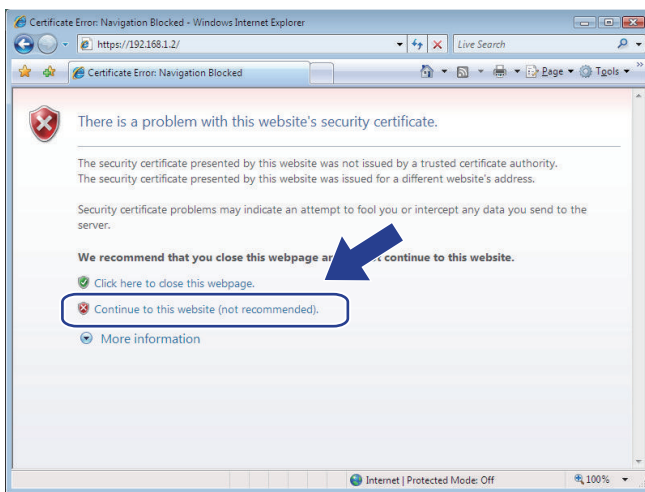 Certificate Error: Navigation Blocked - Windows Internet Explorer
https://192.168.1.2/
Live Search
Certificate Error: Navigation Blocked
Page
Tools
There is a problem with this website's security certificate.
The security certificate presented by this website was not issued by a trusted certificate authority.
The security certificate presented by this website was issued for a different website's address.
Security certificate problems may indicate an attempt to fool you or intercept any data you send to the
server.
We recommend that you close this webpage continue to this website.
Click here to close this webpage.
Continue to this website (not recommended).
More information
Internet | Protected Mode: Off
100%